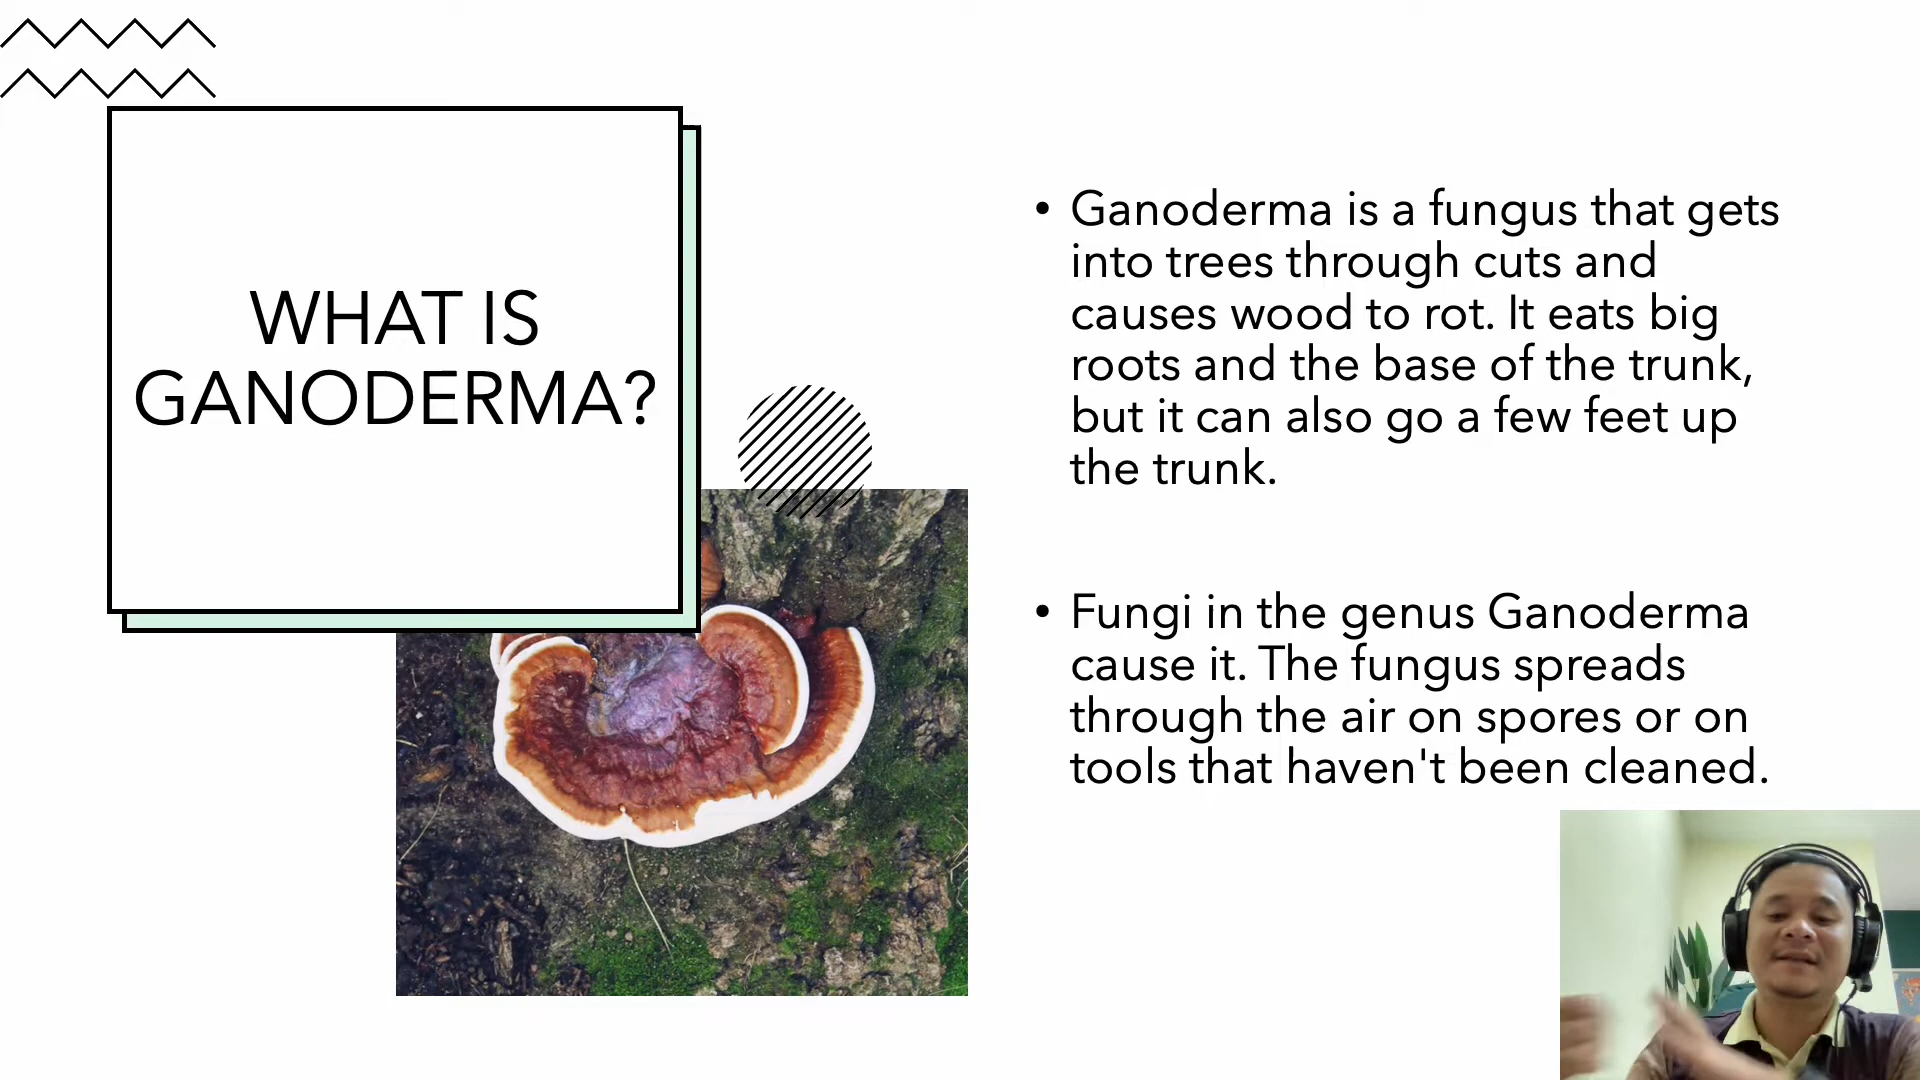 WHAT IS
GANODERMA?
• Ganoderma is a fungus that gets
into trees through cuts and
causes wood to rot. It eats big
roots and the base of the trunk,
but it can also go a few feet up
the trunk.
• Fungi in the genus Ganoderma
cause it. The fungus spreads
through the air on spores or on
tools that haven't been cleaned.